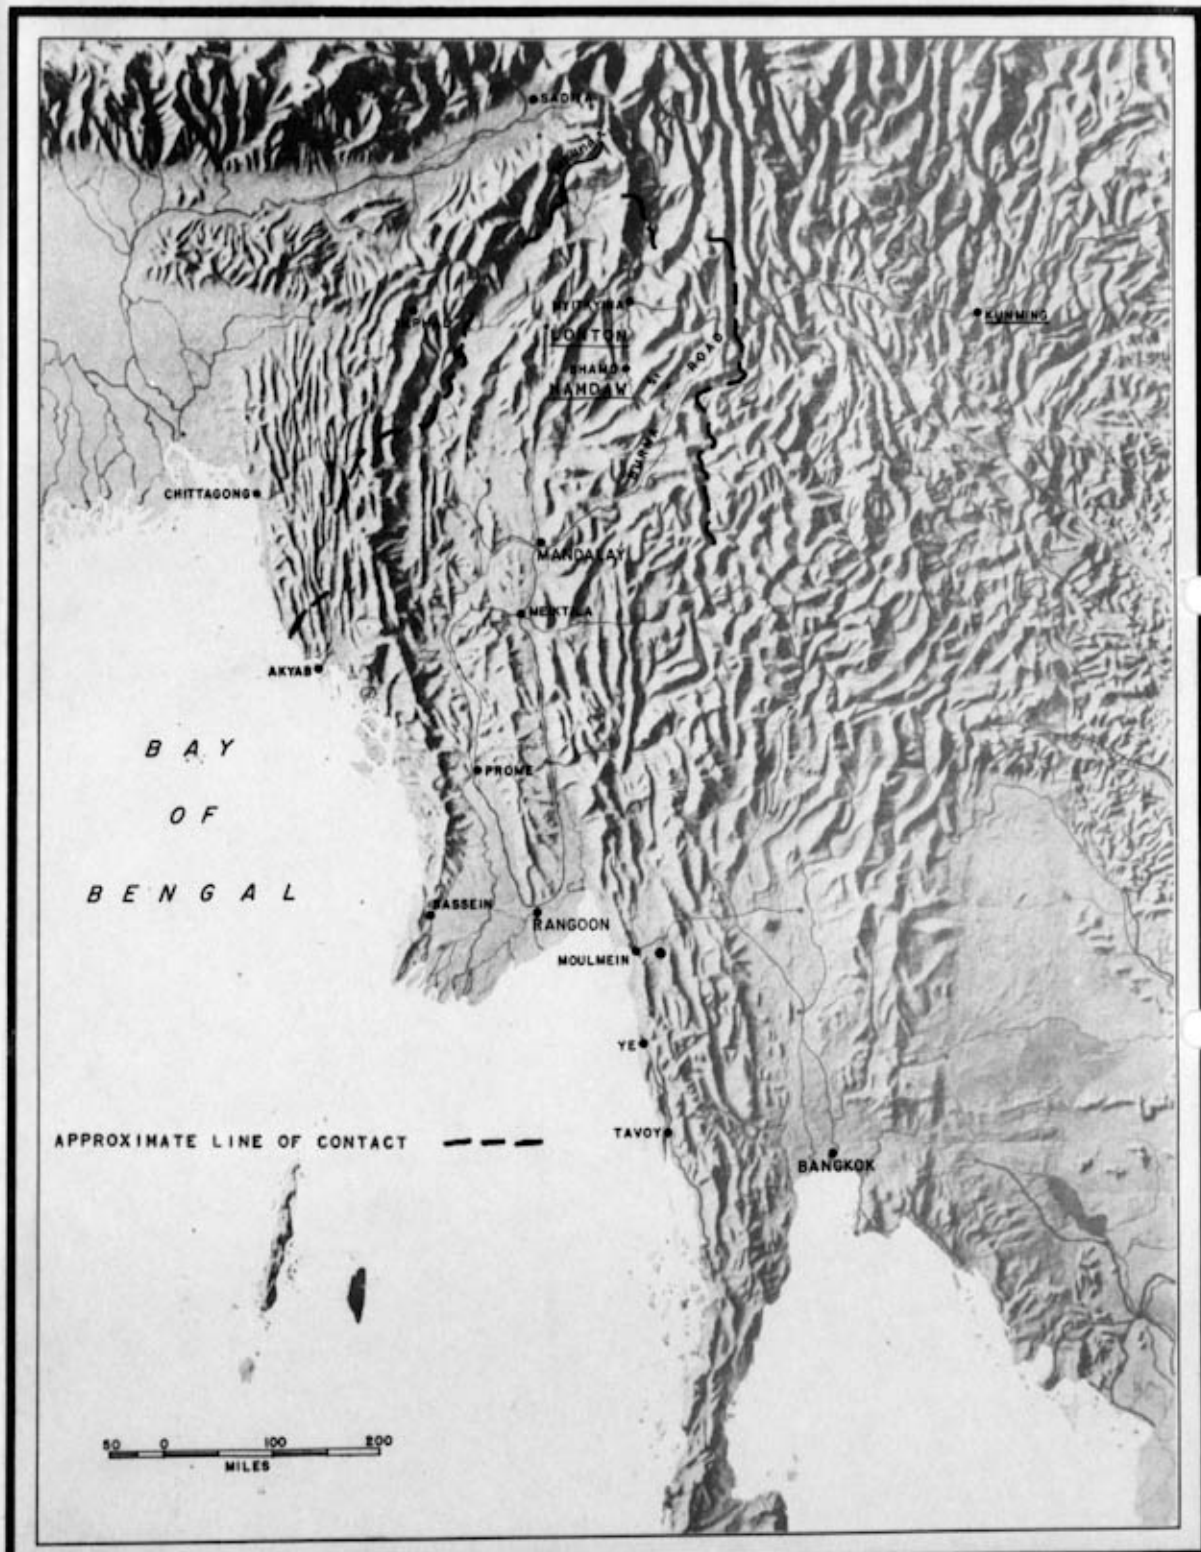 SADIYA
MYITKYINA
KUNMING
IMPHAL
LONTON
ROAD
BHAMO
NAMDAW
BURMA
CHITTAGONG
MANDALAY
MEIKTILA
AKYAB
BAY
OF
BENGAL
PROME
BASSEIN
RANGOON
MOULMEIN
YE
APPROXIMATE LINE OF CONTACT
TAVOY
BANGKOK
50 0 100 200
MILES